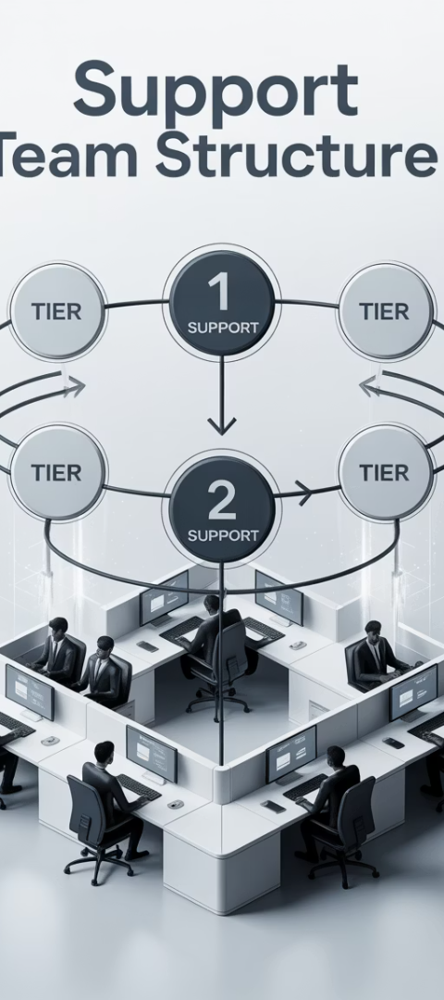 Support
Team Structure
TIER
1
SUPPORT
TIER
TIER
2
SUPPORT
TIER